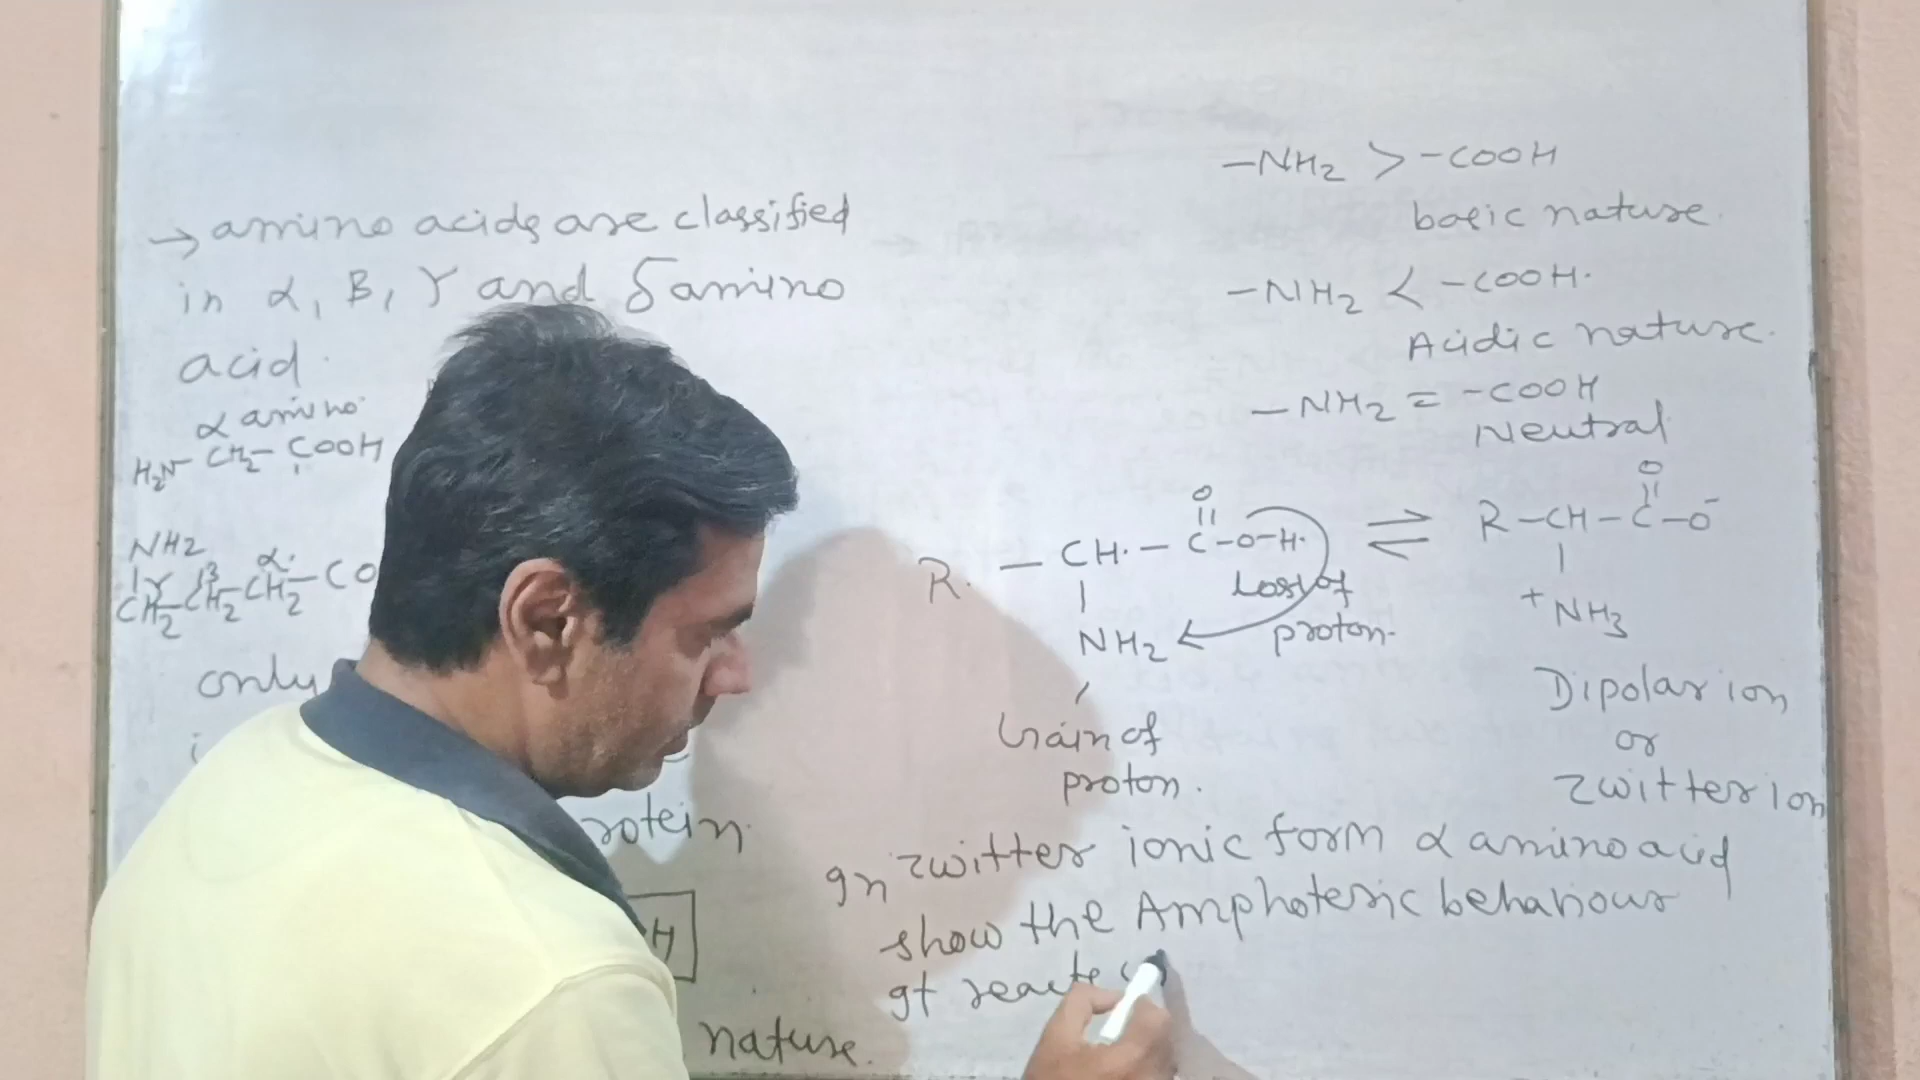 → amino acids are classified
in α, β, γ and δ amino
acid.
α amino
H₂N-CH₂-COOH
NH₂
γ β α
CH₂-CH₂-CH₂-CO
only
rotein.
H
nature.
-NH₂ > -COOH
basic nature.
-NH₂ < -COOH.
Acidic nature.
-NH₂ = -COOH
Neutral
O
||
R. - CH. - C-O-H.
|
NH₂
Loss of
proton.
Gain of
proton.
⇌
O
||
R-CH-C-O⁻
|
+NH₃
Dipolar ion
or
zwitter ion
In zwitter ionic form α amino acid
show the Amphoteric behaviour
It reacts